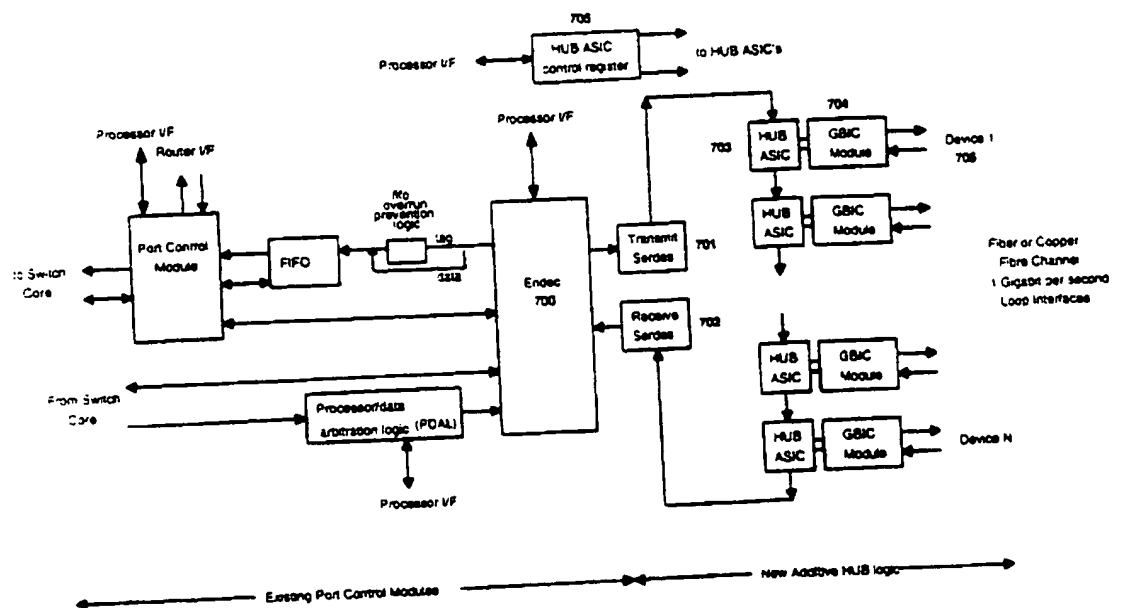 705
HUB ASIC
control register
Processor I/F
to HUB ASIC's
Processor I/F
Router I/F
Processor I/F
704
703
HUB
ASIC
GBIC
Module
Device 1
706
fifo
overrun
prevention
logic
tag
data
HUB
ASIC
GBIC
Module
Port Control
Module
FIFO
Endec
700
Transmit
Serdes
701
to Switch
Core
Fiber or Copper
Fibre Channel
1 Gigabit per second
Loop Interfaces
Receive
Serdes
702
HUB
ASIC
GBIC
Module
From Switch
Core
Processor/data
arbitration logic (PDAL)
HUB
ASIC
GBIC
Module
Device N
Processor I/F
Existing Port Control Modules
New Additive HUB logic